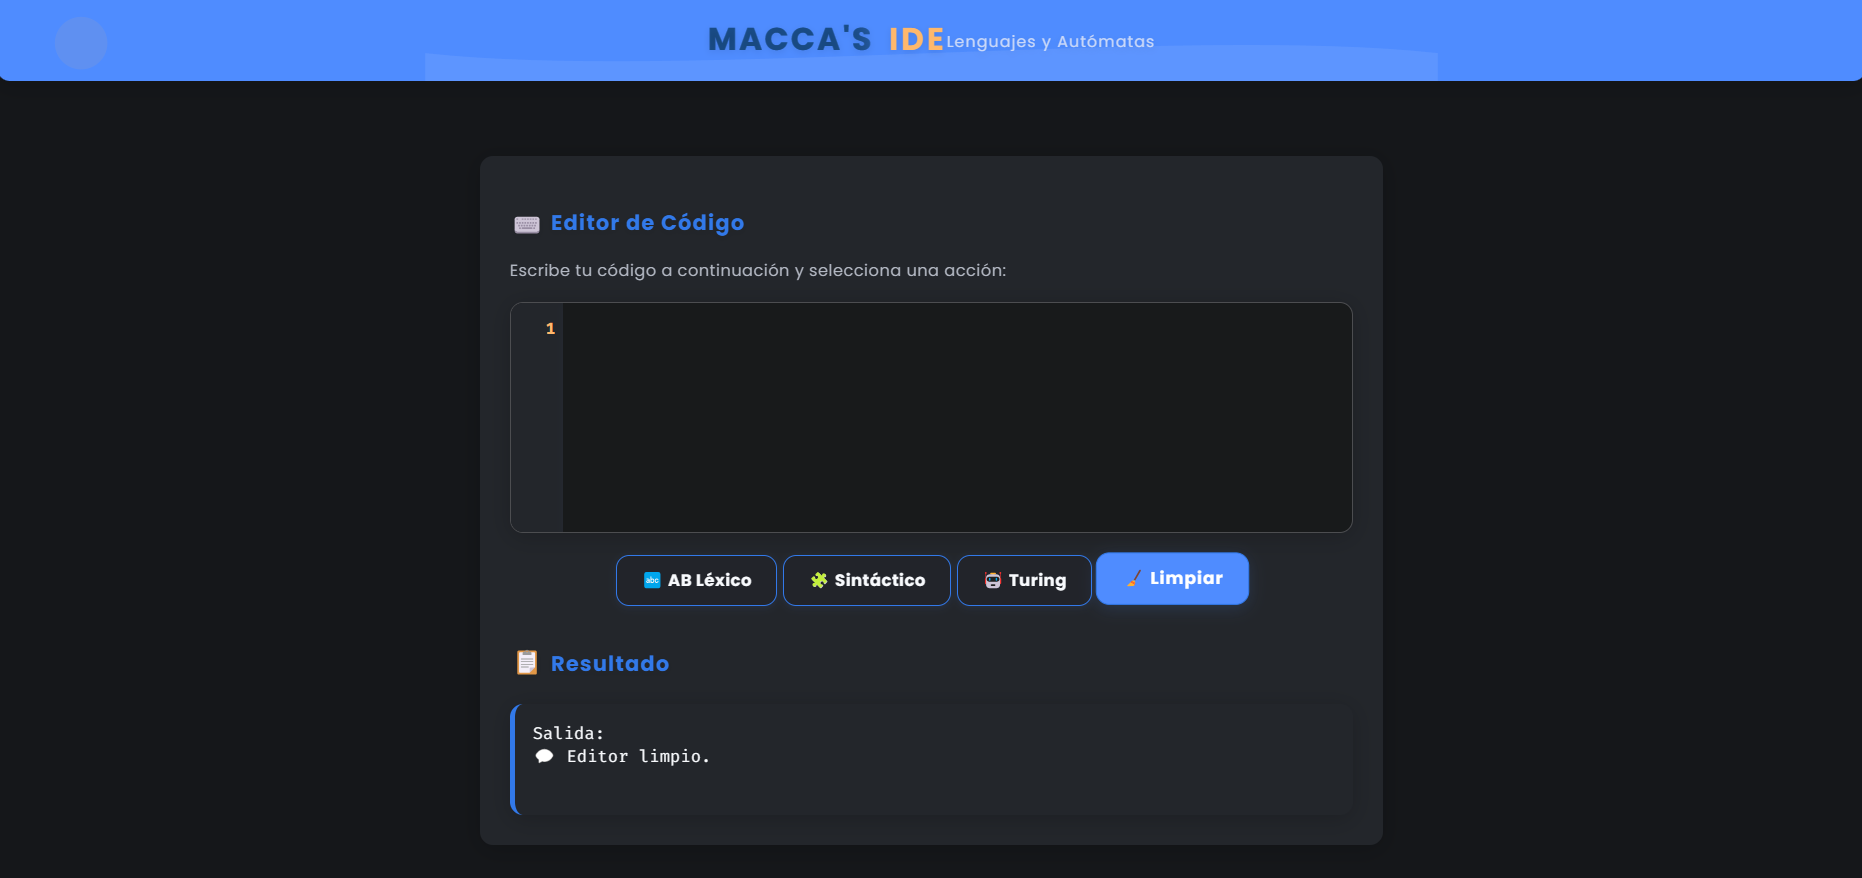 MACCA'S IDE Lenguajes y Autómatas
Editor de Código
Escribe tu código a continuación y selecciona una acción:
1
abc AB Léxico Sintáctico Turing Limpiar
Resultado
Salida:
Editor limpio.